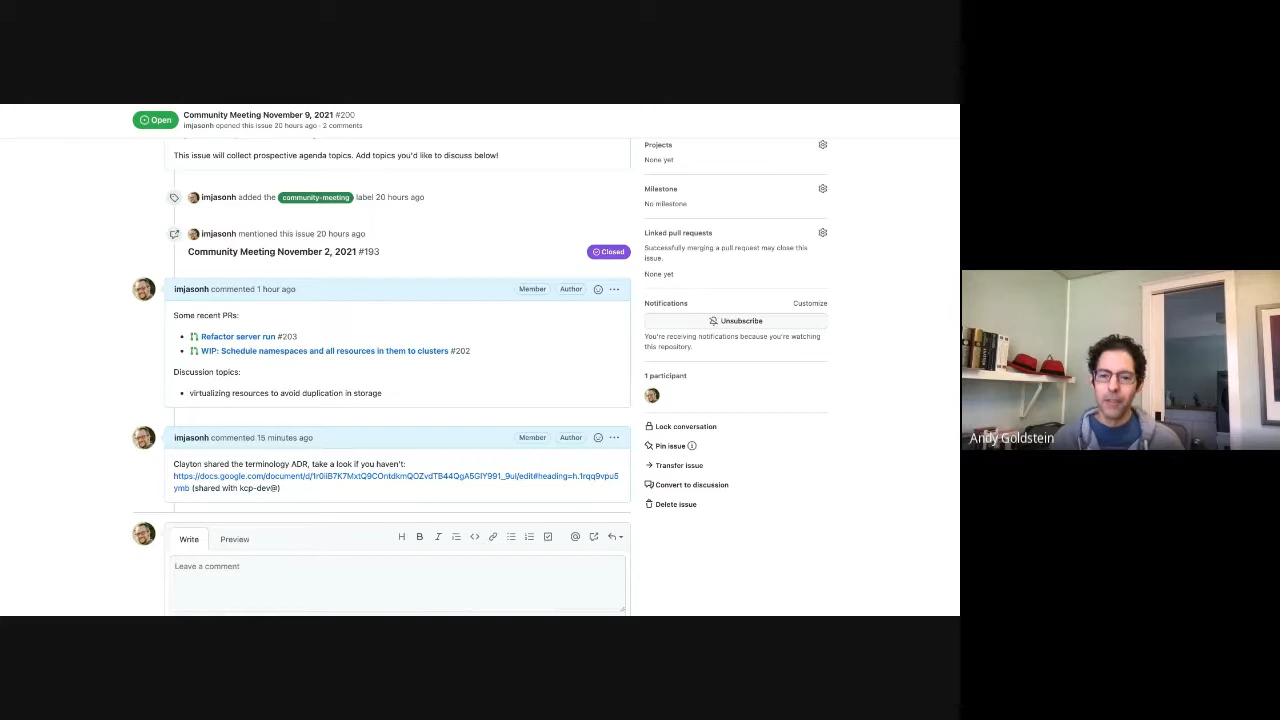 Open
Community Meeting November 9, 2021 #200
imjasonh opened this issue 20 hours ago · 2 comments
This issue will collect prospective agenda topics. Add topics you'd like to discuss below!
imjasonh added the community-meeting label 20 hours ago
imjasonh mentioned this issue 20 hours ago
Community Meeting November 2, 2021 #193
Closed
imjasonh commented 1 hour ago
Member
Author
Some recent PRs:
Refactor server run #203
WIP: Schedule namespaces and all resources in them to clusters #202
Discussion topics:
virtualizing resources to avoid duplication in storage
imjasonh commented 15 minutes ago
Member
Author
Clayton shared the terminology ADR, take a look if you haven't:
(shared with kcp-dev@)
Write
Preview
Leave a comment
Projects
None yet
Milestone
No milestone
Linked pull requests
Successfully merging a pull request may close this
issue.
None yet
Notifications
Customize
Unsubscribe
You're receiving notifications because you're watching
this repository.
1 participant
Lock conversation
Pin issue
Transfer issue
Convert to discussion
Delete issue
Andy Goldstein